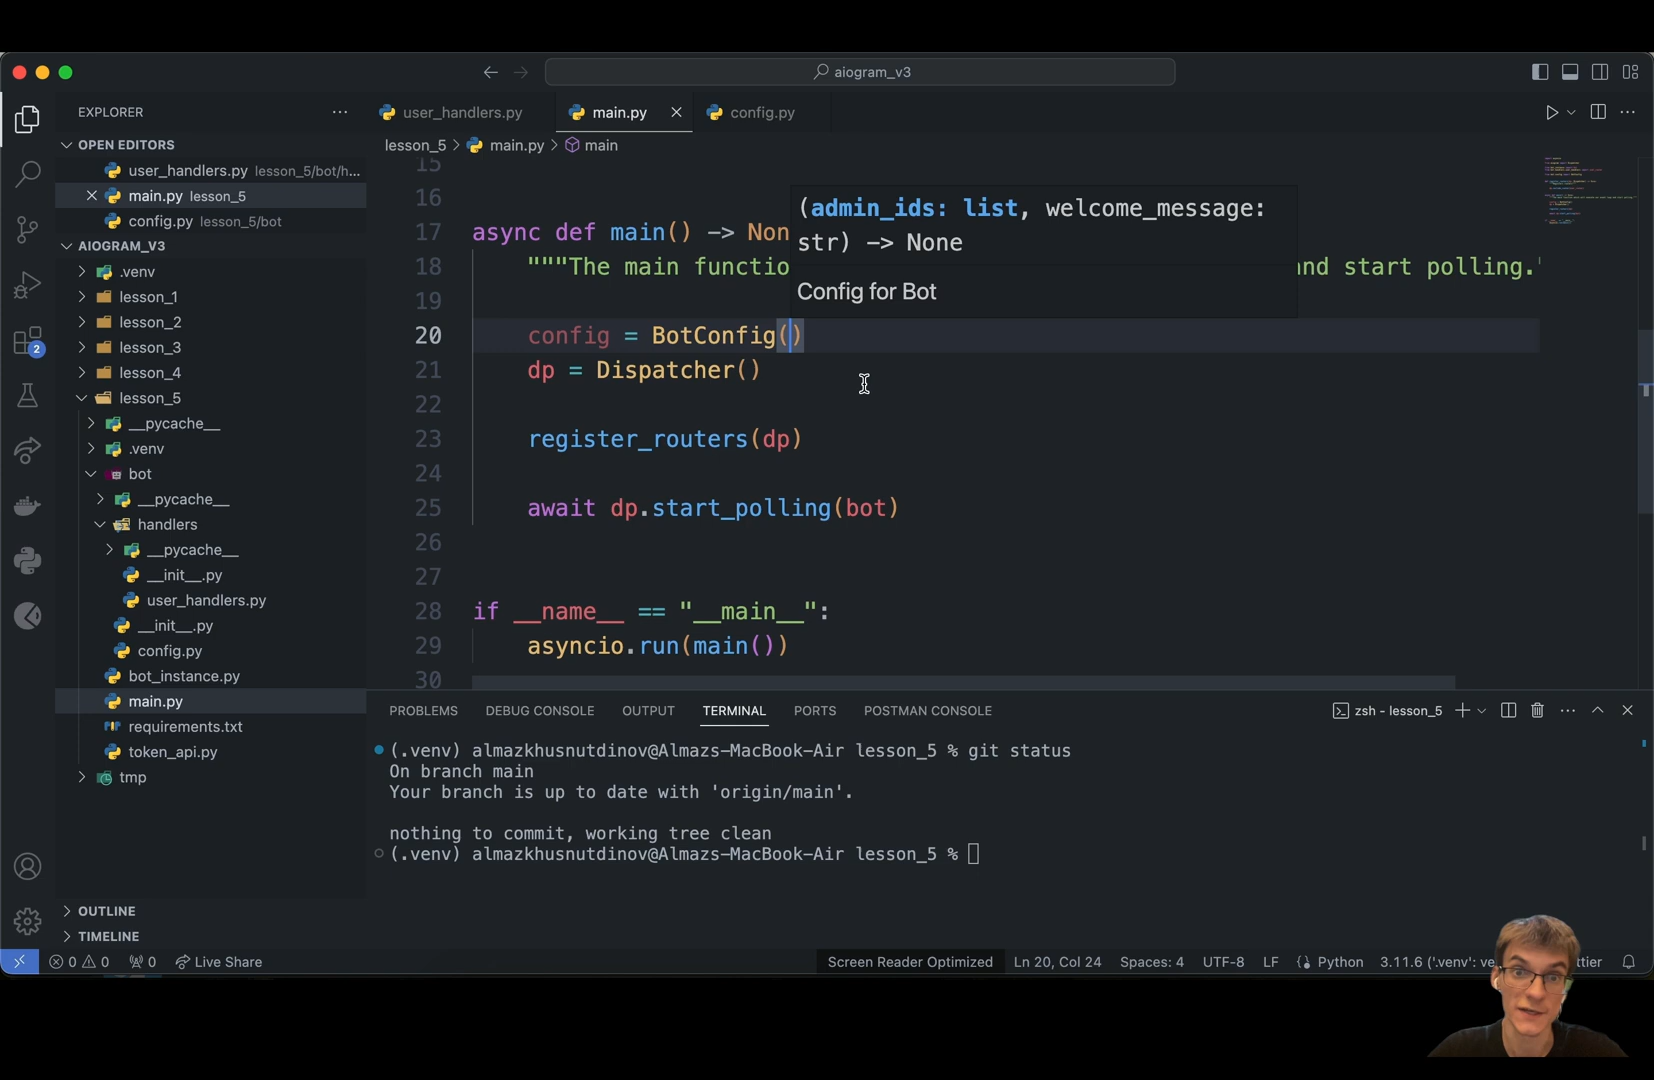 aiogram_v3
EXPLORER
user_handlers.py
main.py
config.py
OPEN EDITORS
user_handlers.py lesson_5/bot/h...
main.py lesson_5
config.py lesson_5/bot
AIOGRAM_V3
.venv
lesson_1
lesson_2
lesson_3
lesson_4
lesson_5
__pycache__
.venv
bot
__pycache__
handlers
__pycache__
__init__.py
user_handlers.py
__init__.py
config.py
bot_instance.py
main.py
requirements.txt
token_api.py
tmp
OUTLINE
TIMELINE
2
lesson_5 > main.py > main
15
16
17 async def main() -> Non
18 """The main functio nd start polling.
19
20 config = BotConfig()
21 dp = Dispatcher()
22
23 register_routers(dp)
24
25 await dp.start_polling(bot)
26
27
28 if __name__ == "__main__":
29 asyncio.run(main())
30
(admin_ids: list, welcome_message:
str) -> None
Config for Bot
PROBLEMS DEBUG CONSOLE OUTPUT TERMINAL PORTS POSTMAN CONSOLE
zsh - lesson_5
(.venv) almazkhusnutdinov@Almazs-MacBook-Air lesson_5 % git status
On branch main
Your branch is up to date with 'origin/main'.
nothing to commit, working tree clean
(.venv) almazkhusnutdinov@Almazs-MacBook-Air lesson_5 %
0 0 0 Live Share
Screen Reader Optimized Ln 20, Col 24 Spaces: 4 UTF-8 LF Python 3.11.6 ('.venv': ve ttier